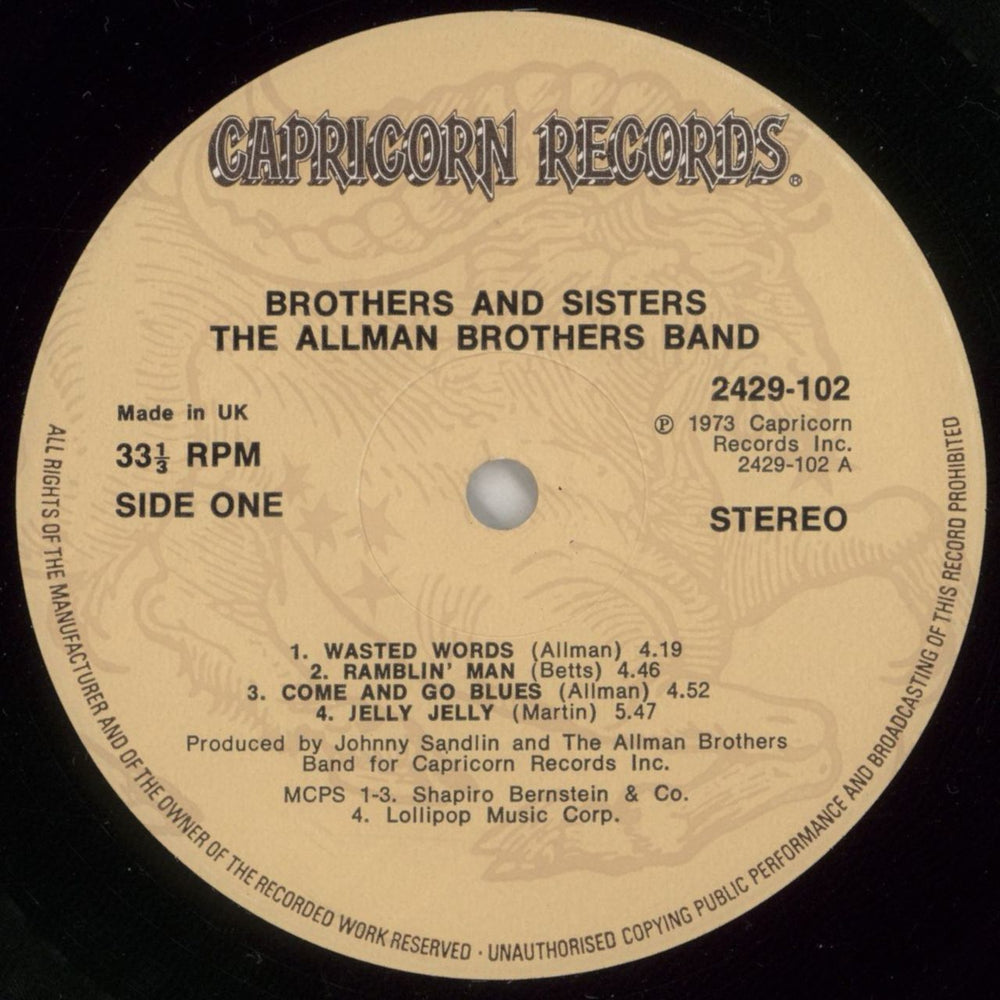 CAPRICORN RECORDS®
BROTHERS AND SISTERS
THE ALLMAN BROTHERS BAND
Made in UK
33⅓ RPM
SIDE ONE
2429-102
℗ 1973 Capricorn
Records Inc.
2429-102 A
STEREO
1. WASTED WORDS (Allman) 4.19
2. RAMBLIN' MAN (Betts) 4.46
3. COME AND GO BLUES (Allman) 4.52
4. JELLY JELLY (Martin) 5.47
Produced by Johnny Sandlin and The Allman Brothers
Band for Capricorn Records Inc.
MCPS 1-3. Shapiro Bernstein & Co.
4. Lollipop Music Corp.
ALL RIGHTS OF THE MANUFACTURER AND OF THE OWNER OF THE RECORDED WORK RESERVED · UNAUTHORISED COPYING PUBLIC PERFORMANCE AND BROADCASTING OF THIS RECORD PROHIBITED